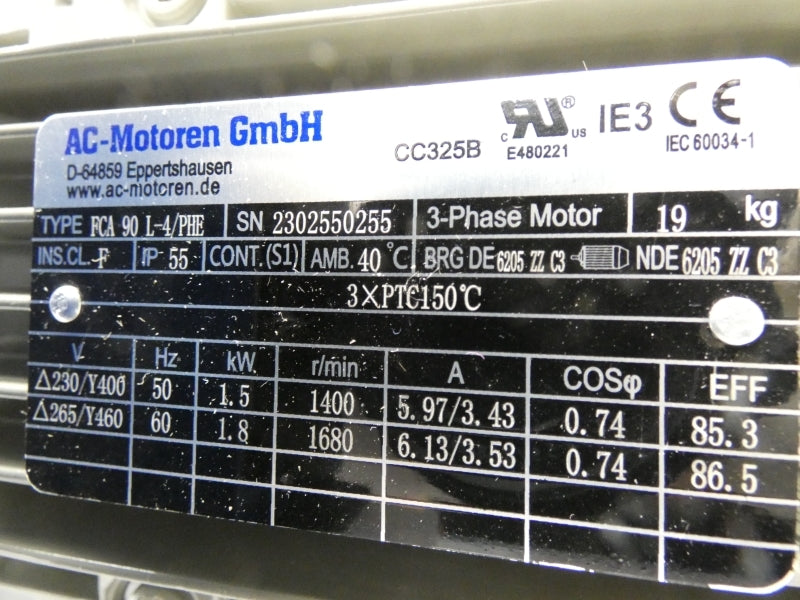 AC-Motoren GmbH
D-64859 Eppertshausen
www.ac-motoren.de
CC325B
c RU ® US
E480221
IE3 CE
IEC 60034-1
TYPE FCA 90 L-4/PHE SN 2302550255 3-Phase Motor 19 kg
INS.CL. F IP 55 CONT.(S1) AMB. 40 °C BRG DE 6205 ZZ C3 NDE 6205 ZZ C3
3×PTC150℃
V Hz kW r/min A COSφ EFF
Δ230/Y400 50 1.5 1400 5.97/3.43 0.74 85.3
Δ265/Y460 60 1.8 1680 6.13/3.53 0.74 86.5